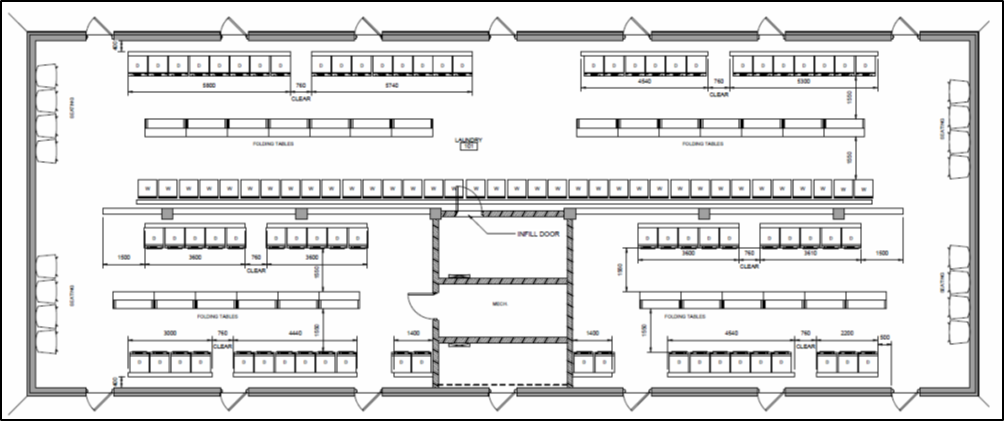 400
D D D D D D D D
D D D D D D D D
D D D D D D
D D D D D D D
5800
760
CLEAR
5740
4540
760
CLEAR
5300
1550
SEATING
SEATING
FOLDING TABLES
LAUNDRY
101
FOLDING TABLES
1550
W W W W W W W W W W W W W W W W W W W W W W W W W W W W W W W W W W W W
D D D D D
D D D D D
INFILL DOOR
D D D D D
D D D D D
1500
3600
760
CLEAR
3600
1550
3600
760
CLEAR
3610
1500
SEATING
SEATING
MECH.
FOLDING TABLES
FOLDING TABLES
1550
1550
3000
760
CLEAR
4440
1400
1400
4540
760
CLEAR
2200
500
D D D D
D D D D D D
D D
D D
D D D D D D
D D D
400